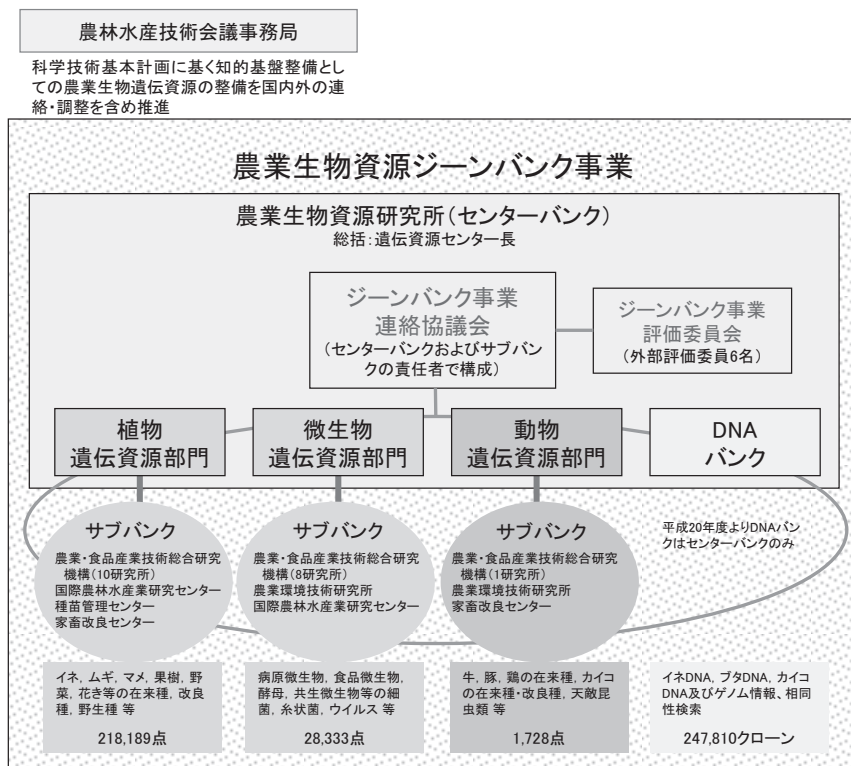 農林水産技術会議事務局
科学技術基本計画に基く知的基盤整備とし
ての農業生物遺伝資源の整備を国内外の連
絡・調整を含め推進
農業生物資源ジーンバンク事業
農業生物資源研究所（センターバンク）
総括：遺伝資源センター長
ジーンバンク事業
連絡協議会
（センターバンクおよびサブバン
クの責任者で構成）
ジーンバンク事業
評価委員会
（外部評価委員6名）
植物
遺伝資源部門
微生物
遺伝資源部門
動物
遺伝資源部門
DNA
バンク
サブバンク
農業・食品産業技術総合研究
機構（10研究所）
国際農林水産業研究センター
種苗管理センター
家畜改良センター
サブバンク
農業・食品産業技術総合研究
機構（8研究所）
農業環境技術研究所
国際農林水産業研究センター
サブバンク
農業・食品産業技術総合研究
機構（1研究所）
農業環境技術研究所
家畜改良センター
平成20年度よりDNAバン
クはセンターバンクのみ
イネ, ムギ, マメ, 果樹, 野
菜, 花き等の在来種, 改良
種, 野生種 等
218,189点
病原微生物, 食品微生物,
酵母, 共生微生物等の細
菌, 糸状菌, ウイルス 等
28,333点
牛, 豚, 鶏の在来種, カイコ
の在来種・改良種, 天敵昆
虫類 等
1,728点
イネDNA, ブタDNA, カイコ
DNA及びゲノム情報、相同
性検索
247,810クローン